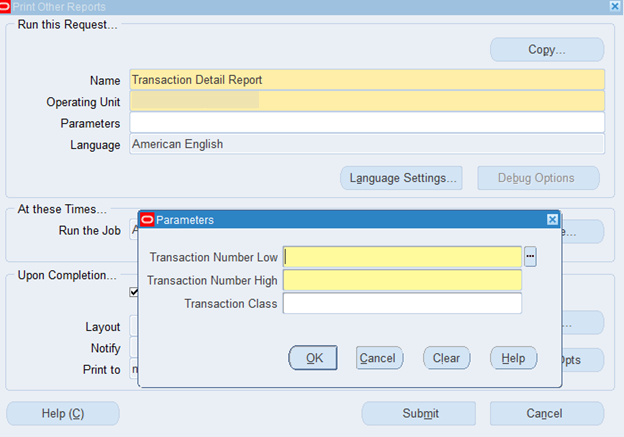 Print Other Reports
Run this Request...
Copy...
Name Transaction Detail Report
Operating Unit
Parameters
Language American English
Language Settings... Debug Options
At these Times...
Run the Job
Parameters
Transaction Number Low ...
Transaction Number High
Transaction Class
OK Cancel Clear Help
Upon Completion...
Layout
Notify
Print to
Help (C) Submit Cancel